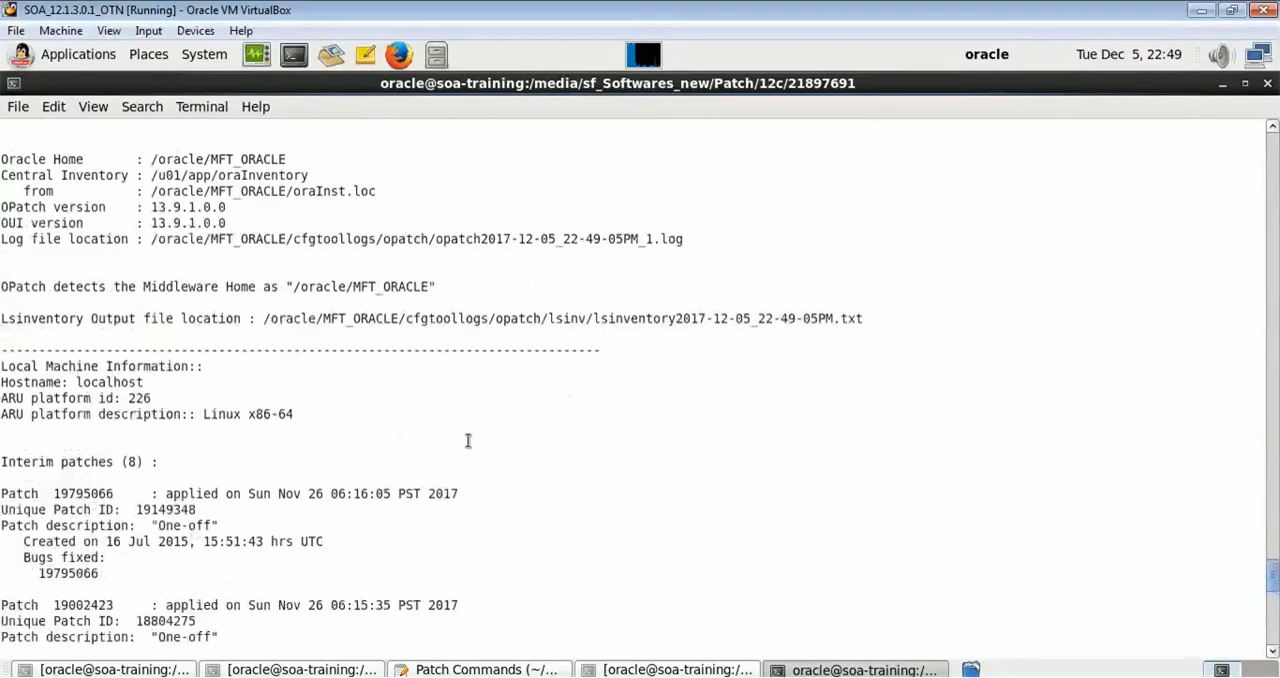 SOA_12.1.3.0.1_OTN [Running] - Oracle VM VirtualBox
File Machine View Input Devices Help
Applications Places System oracle Tue Dec 5, 22:49
oracle@soa-training:/media/sf_Softwares_new/Patch/12c/21897691
File Edit View Search Terminal Help
Oracle Home : /oracle/MFT_ORACLE
Central Inventory : /u01/app/oraInventory
from : /oracle/MFT_ORACLE/oraInst.loc
OPatch version : 13.9.1.0.0
OUI version : 13.9.1.0.0
Log file location : /oracle/MFT_ORACLE/cfgtoollogs/opatch/opatch2017-12-05_22-49-05PM_1.log
OPatch detects the Middleware Home as "/oracle/MFT_ORACLE"
Lsinventory Output file location : /oracle/MFT_ORACLE/cfgtoollogs/opatch/lsinv/lsinventory2017-12-05_22-49-05PM.txt
--------------------------------------------------------------------------------
Local Machine Information::
Hostname: localhost
ARU platform id: 226
ARU platform description:: Linux x86-64
Interim patches (8) :
Patch 19795066 : applied on Sun Nov 26 06:16:05 PST 2017
Unique Patch ID: 19149348
Patch description: "One-off"
Created on 16 Jul 2015, 15:51:43 hrs UTC
Bugs fixed:
19795066
Patch 19002423 : applied on Sun Nov 26 06:15:35 PST 2017
Unique Patch ID: 18804275
Patch description: "One-off"
[oracle@soa-training:/... [oracle@soa-training:/... Patch Commands (~/... [oracle@soa-training:/... oracle@soa-training:/...